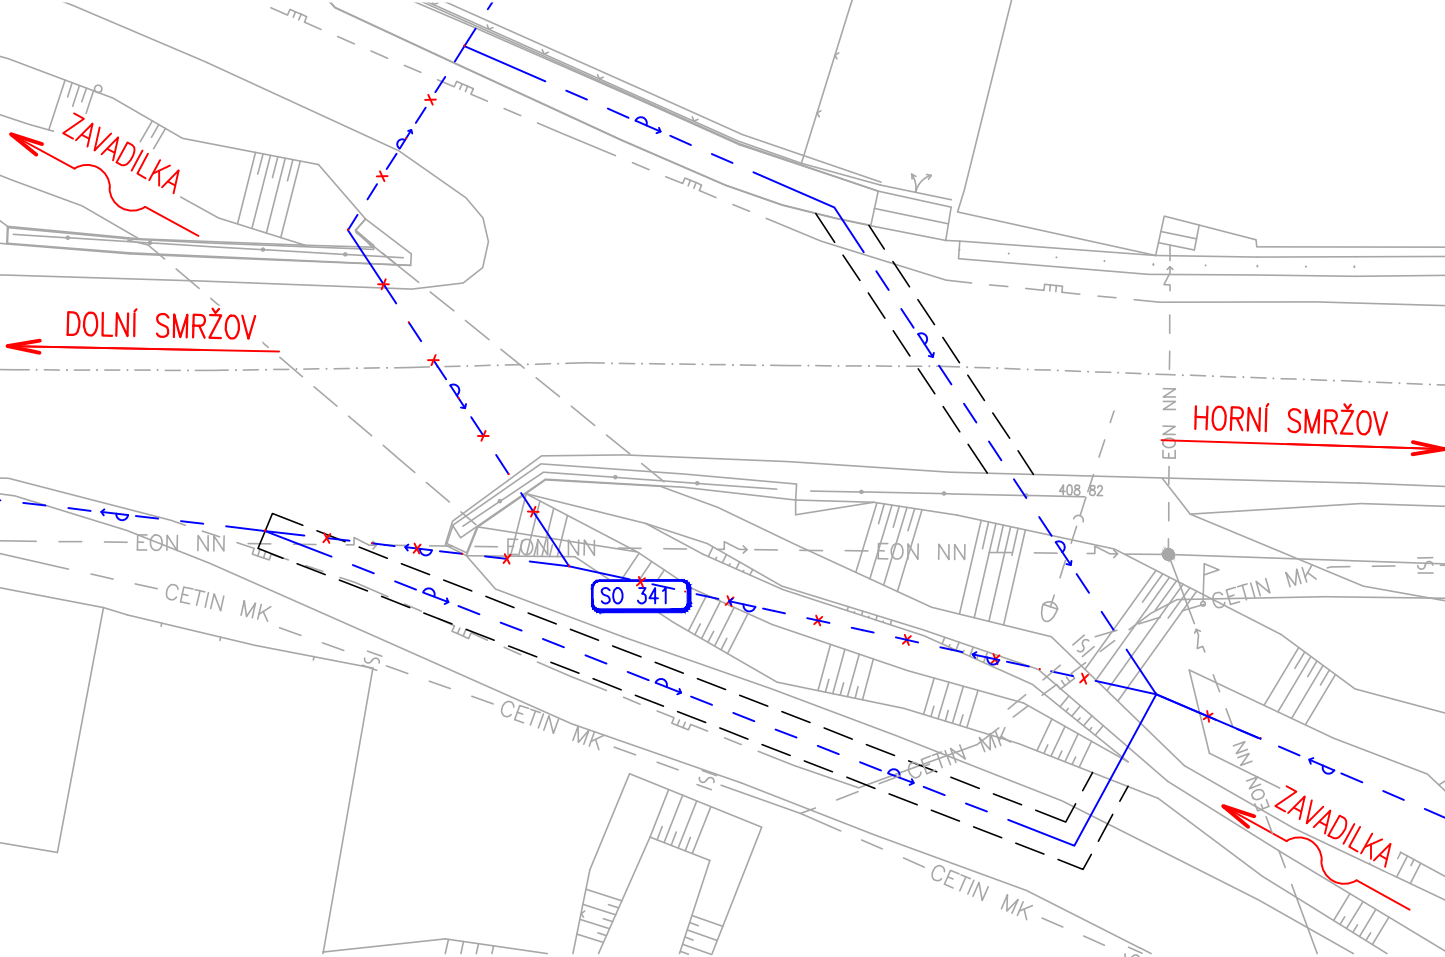 ZAVADILKA
DOLNÍ SMRŽOV
HORNÍ SMRŽOV
EON NN
408 82
EON NN
EON NN
EON NN
CETIN MK
CETIN MK
SO 341
CETIN MK
CETIN MK
EON NN
ZAVADILKA
CETIN MK